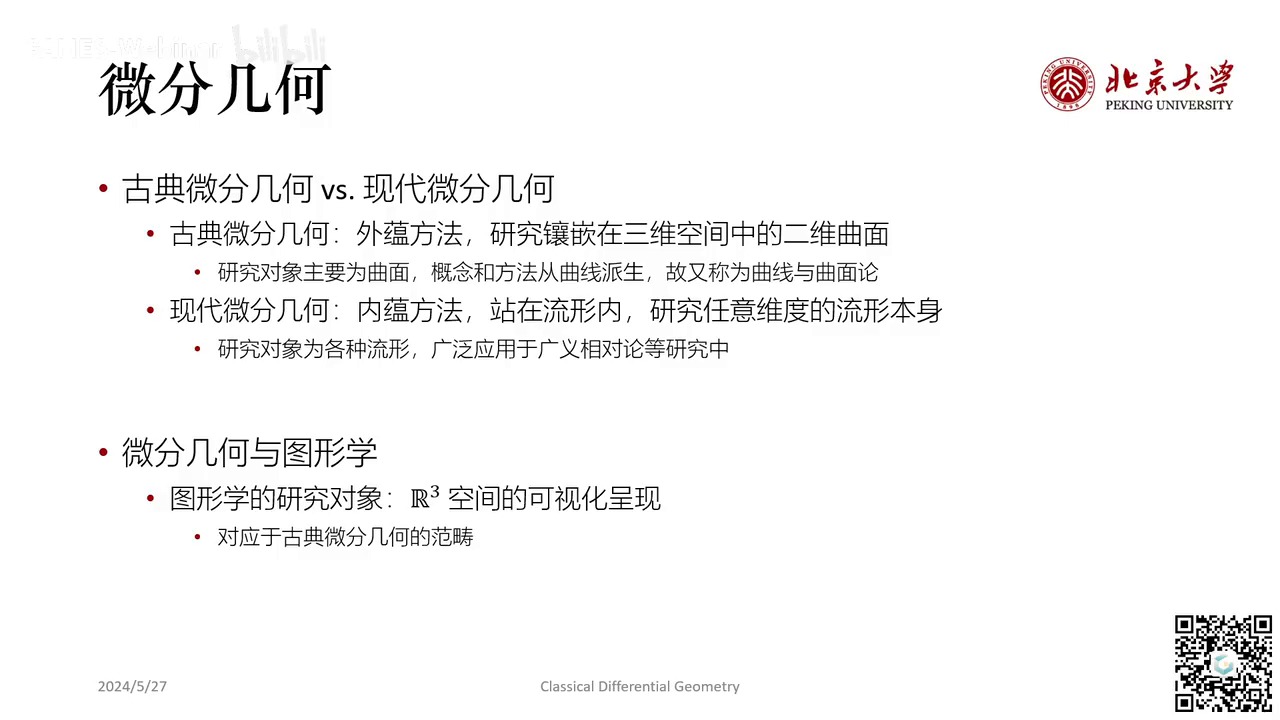 bilibili
微分几何
北京大学
PEKING UNIVERSITY
PEKING UNIVERSITY
1898
• 古典微分几何 vs. 现代微分几何
• 古典微分几何：外蕴方法，研究镶嵌在三维空间中的二维曲面
• 研究对象主要为曲面，概念和方法从曲线派生，故又称为曲线与曲面论
• 现代微分几何：内蕴方法，站在流形内，研究任意维度的流形本身
• 研究对象为各种流形，广泛应用于广义相对论等研究中
• 微分几何与图形学
• 图形学的研究对象：ℝ³ 空间的可视化呈现
• 对应于古典微分几何的范畴
2024/5/27
Classical Differential Geometry